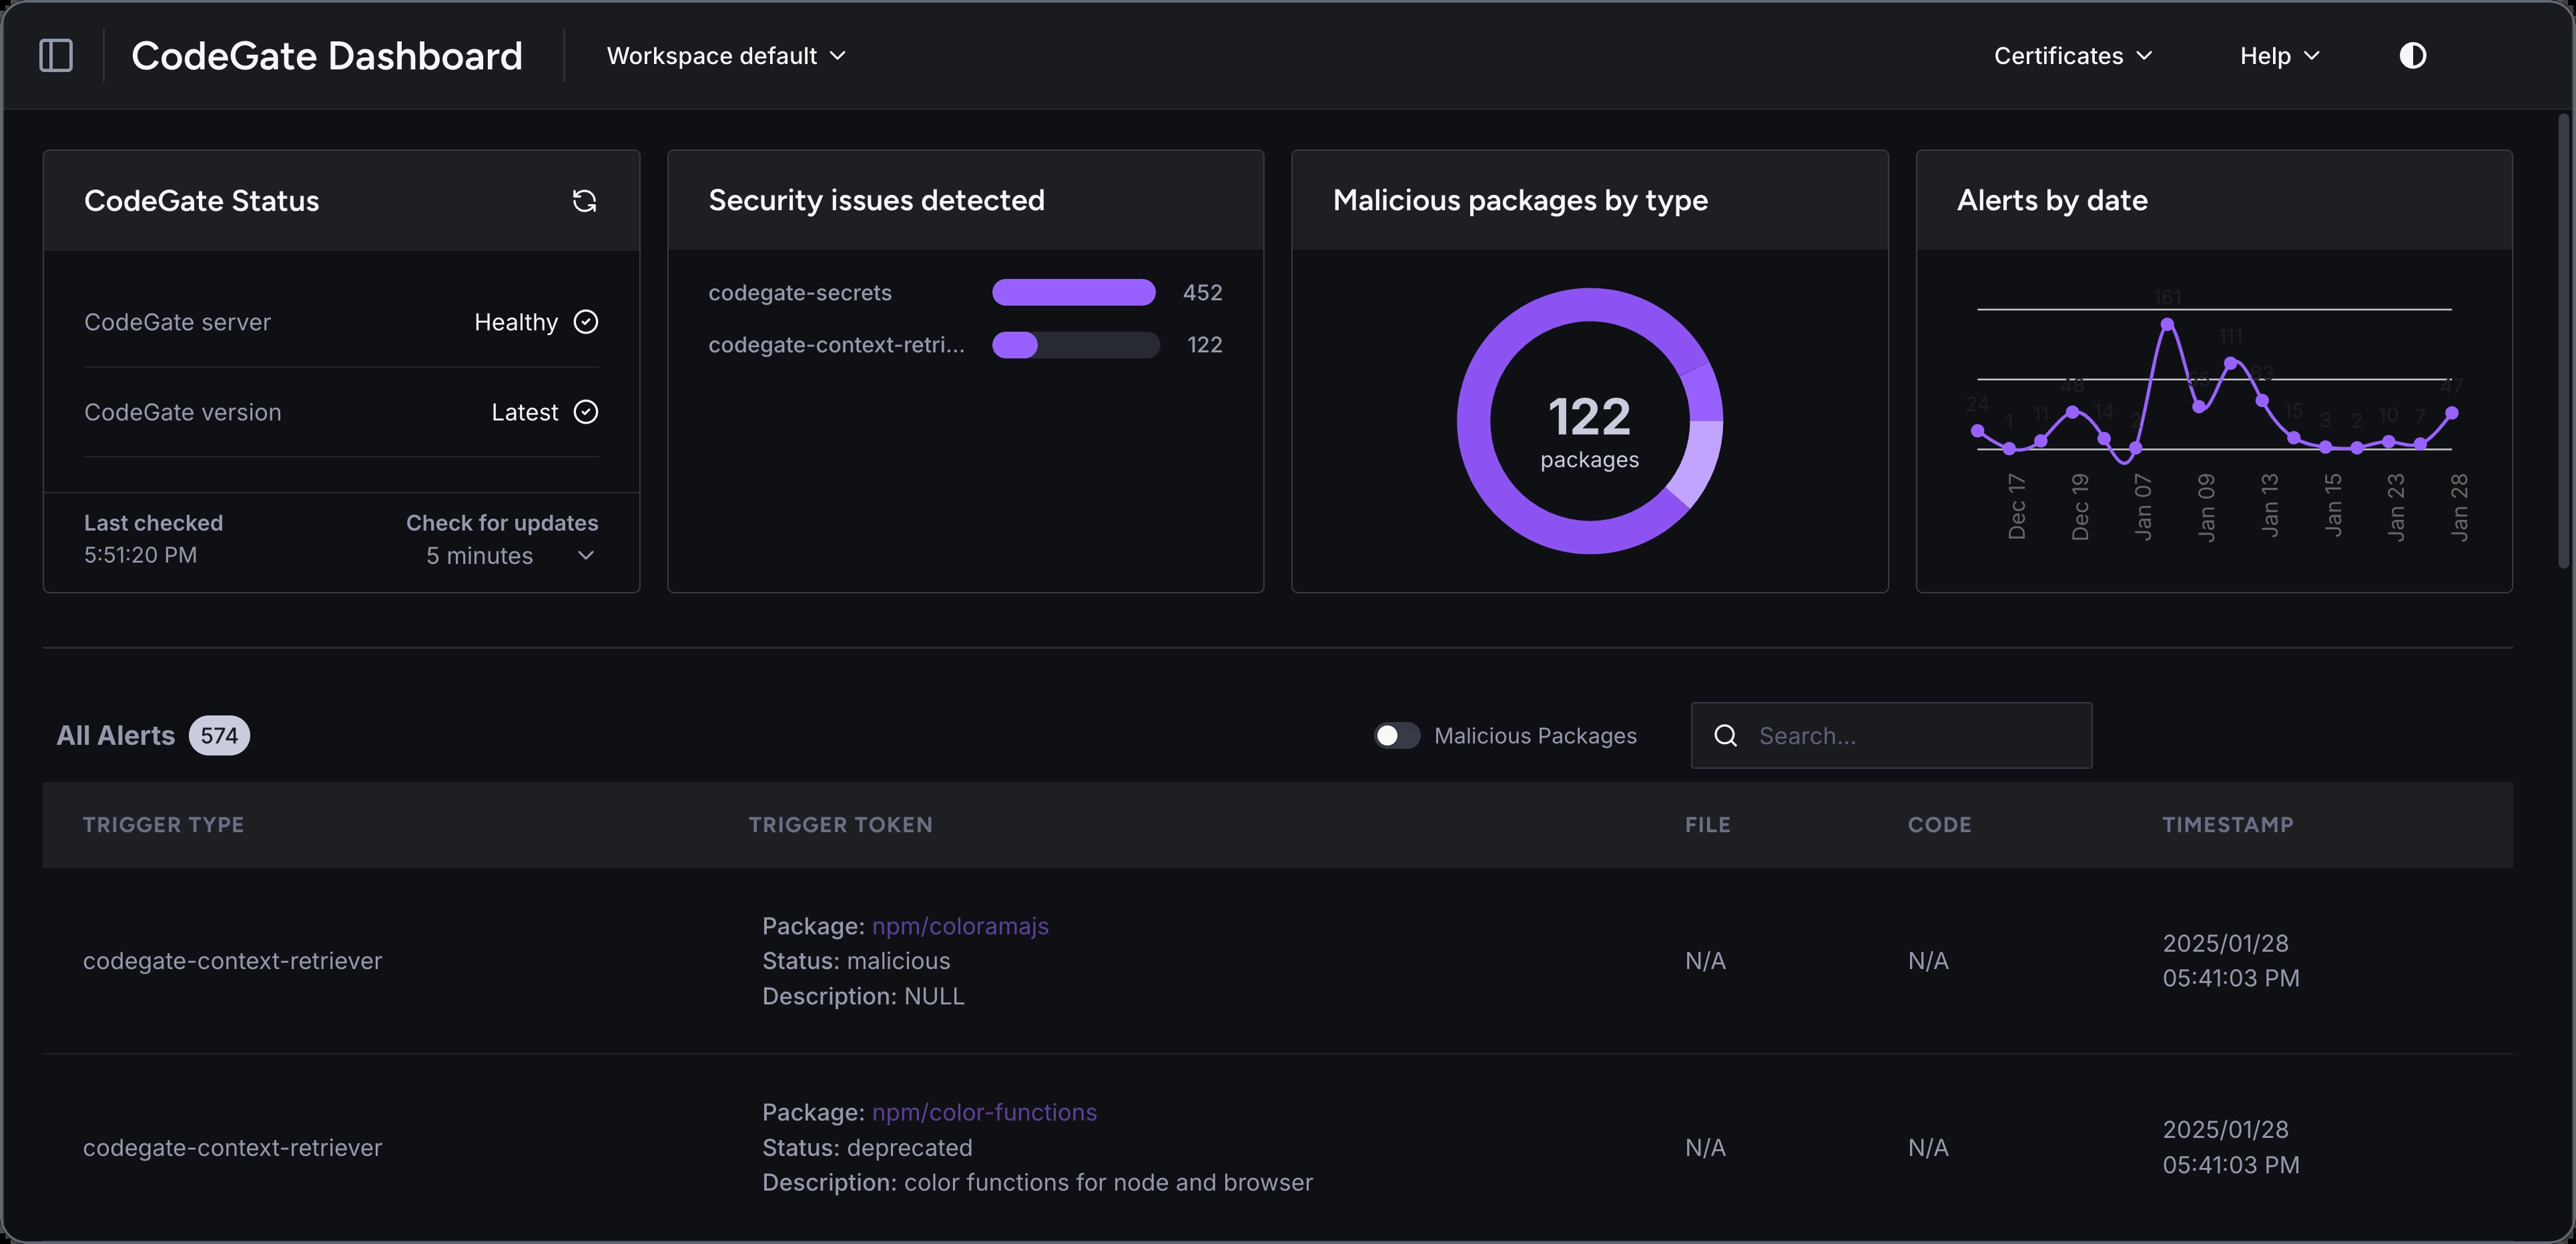 CodeGate Dashboard
Workspace default
Certificates
Help
CodeGate Status
CodeGate server
Healthy
CodeGate version
Latest
Last checked
Check for updates
5:51:20 PM
5 minutes
Security issues detected
codegate-secrets
452
codegate-context-retri...
122
Malicious packages by type
122
packages
Alerts by date
161
111
63
48
47
24
1
11
14
2
15
3
2
10
7
Dec 17
Dec 19
Jan 07
Jan 09
Jan 13
Jan 15
Jan 23
Jan 28
All Alerts 574
Malicious Packages
Search...
TRIGGER TYPE
TRIGGER TOKEN
FILE
CODE
TIMESTAMP
codegate-context-retriever
Package: npm/coloramajs
Status: malicious
Description: NULL
N/A
N/A
2025/01/28
05:41:03 PM
codegate-context-retriever
Package: npm/color-functions
Status: deprecated
Description: color functions for node and browser
N/A
N/A
2025/01/28
05:41:03 PM